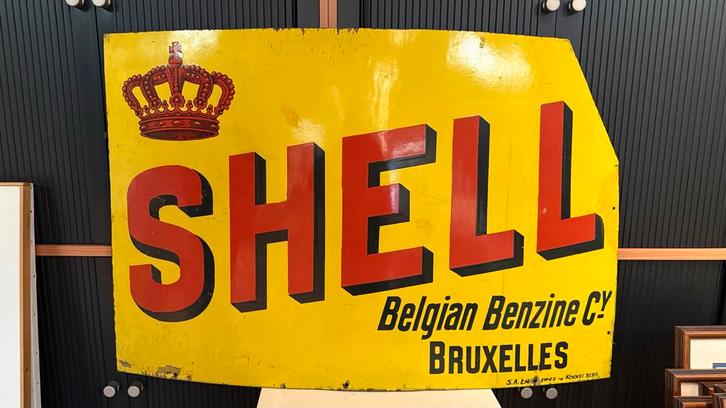 SHELL
Belgian Benzine Cy
BRUXELLES
S.A.